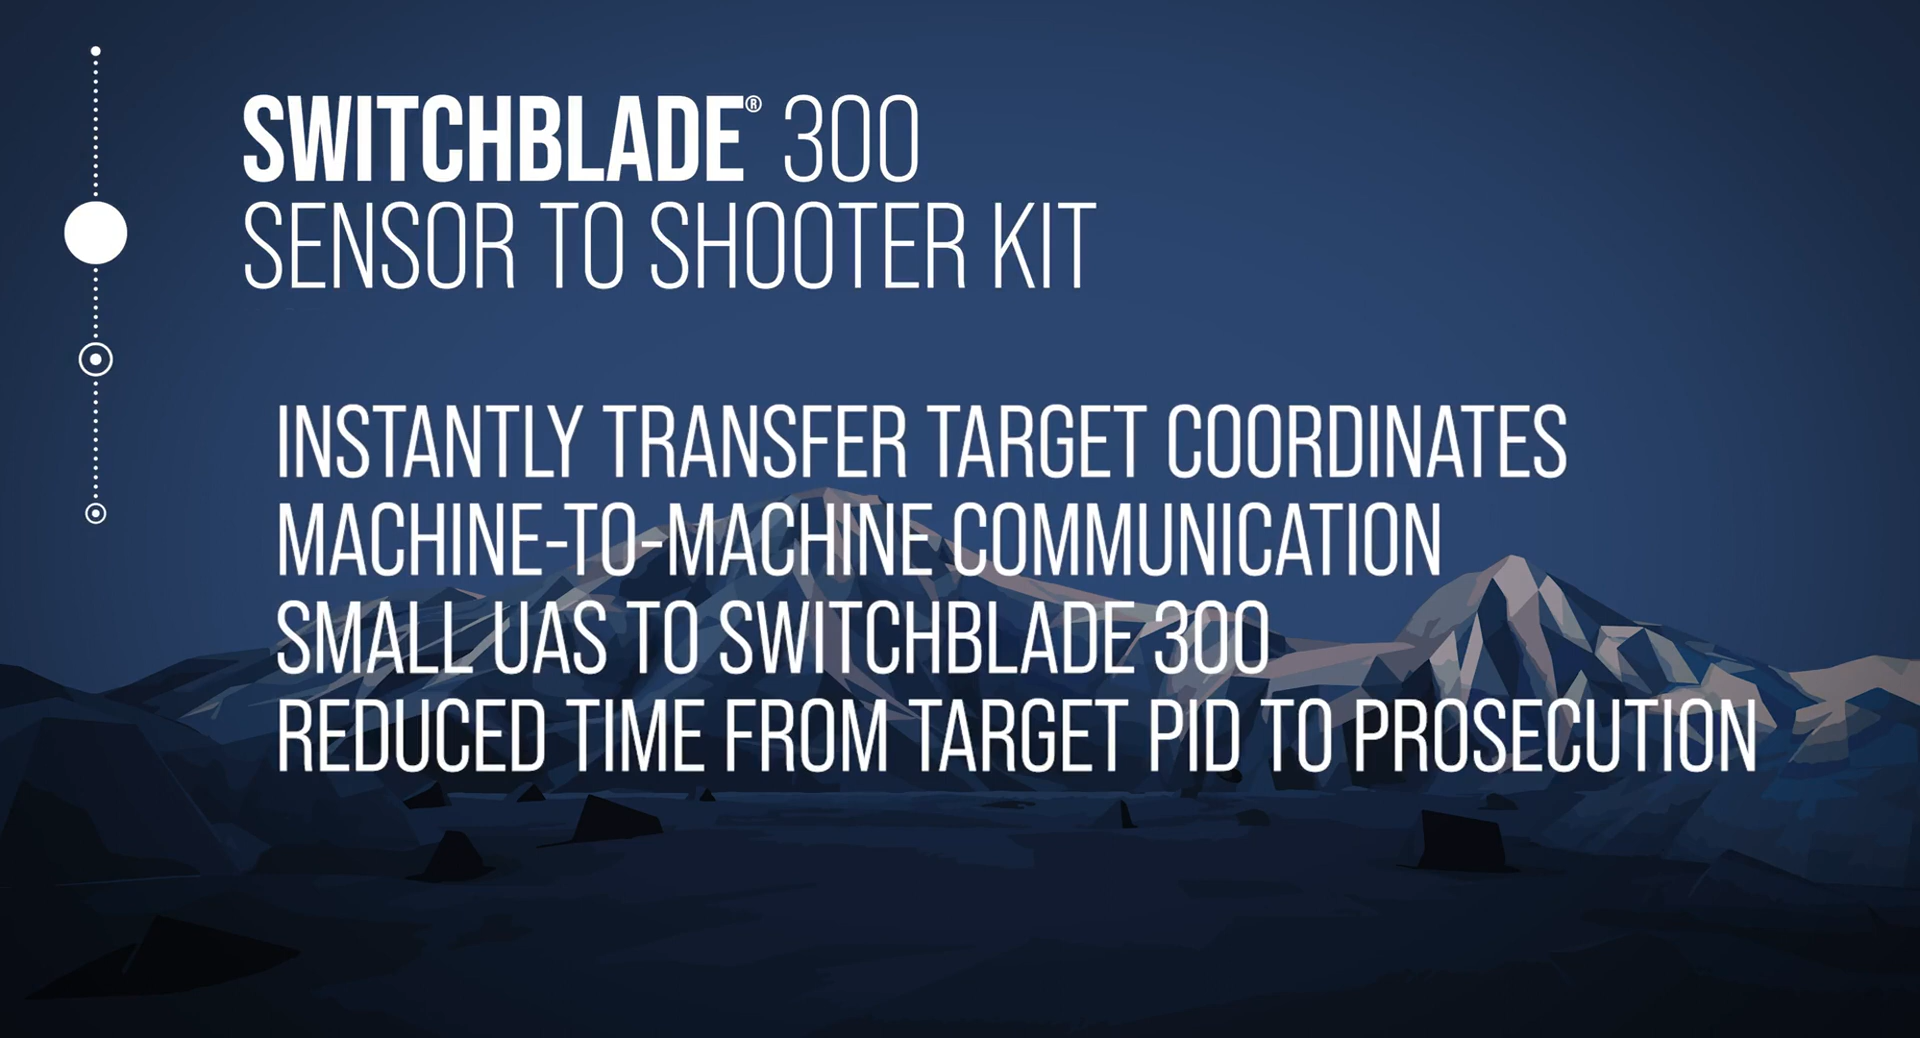 SWITCHBLADE® 300
SENSOR TO SHOOTER KIT
INSTANTLY TRANSFER TARGET COORDINATES
MACHINE-TO-MACHINE COMMUNICATION
SMALL UAS TO SWITCHBLADE 300
REDUCED TIME FROM TARGET PID TO PROSECUTION